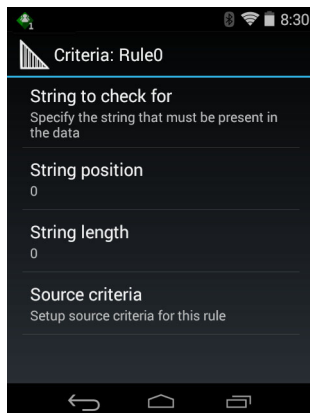 1
8:30
Criteria: Rule0
String to check for
Specify the string that must be present in
the data
String position
0
String length
0
Source criteria
Setup source criteria for this rule